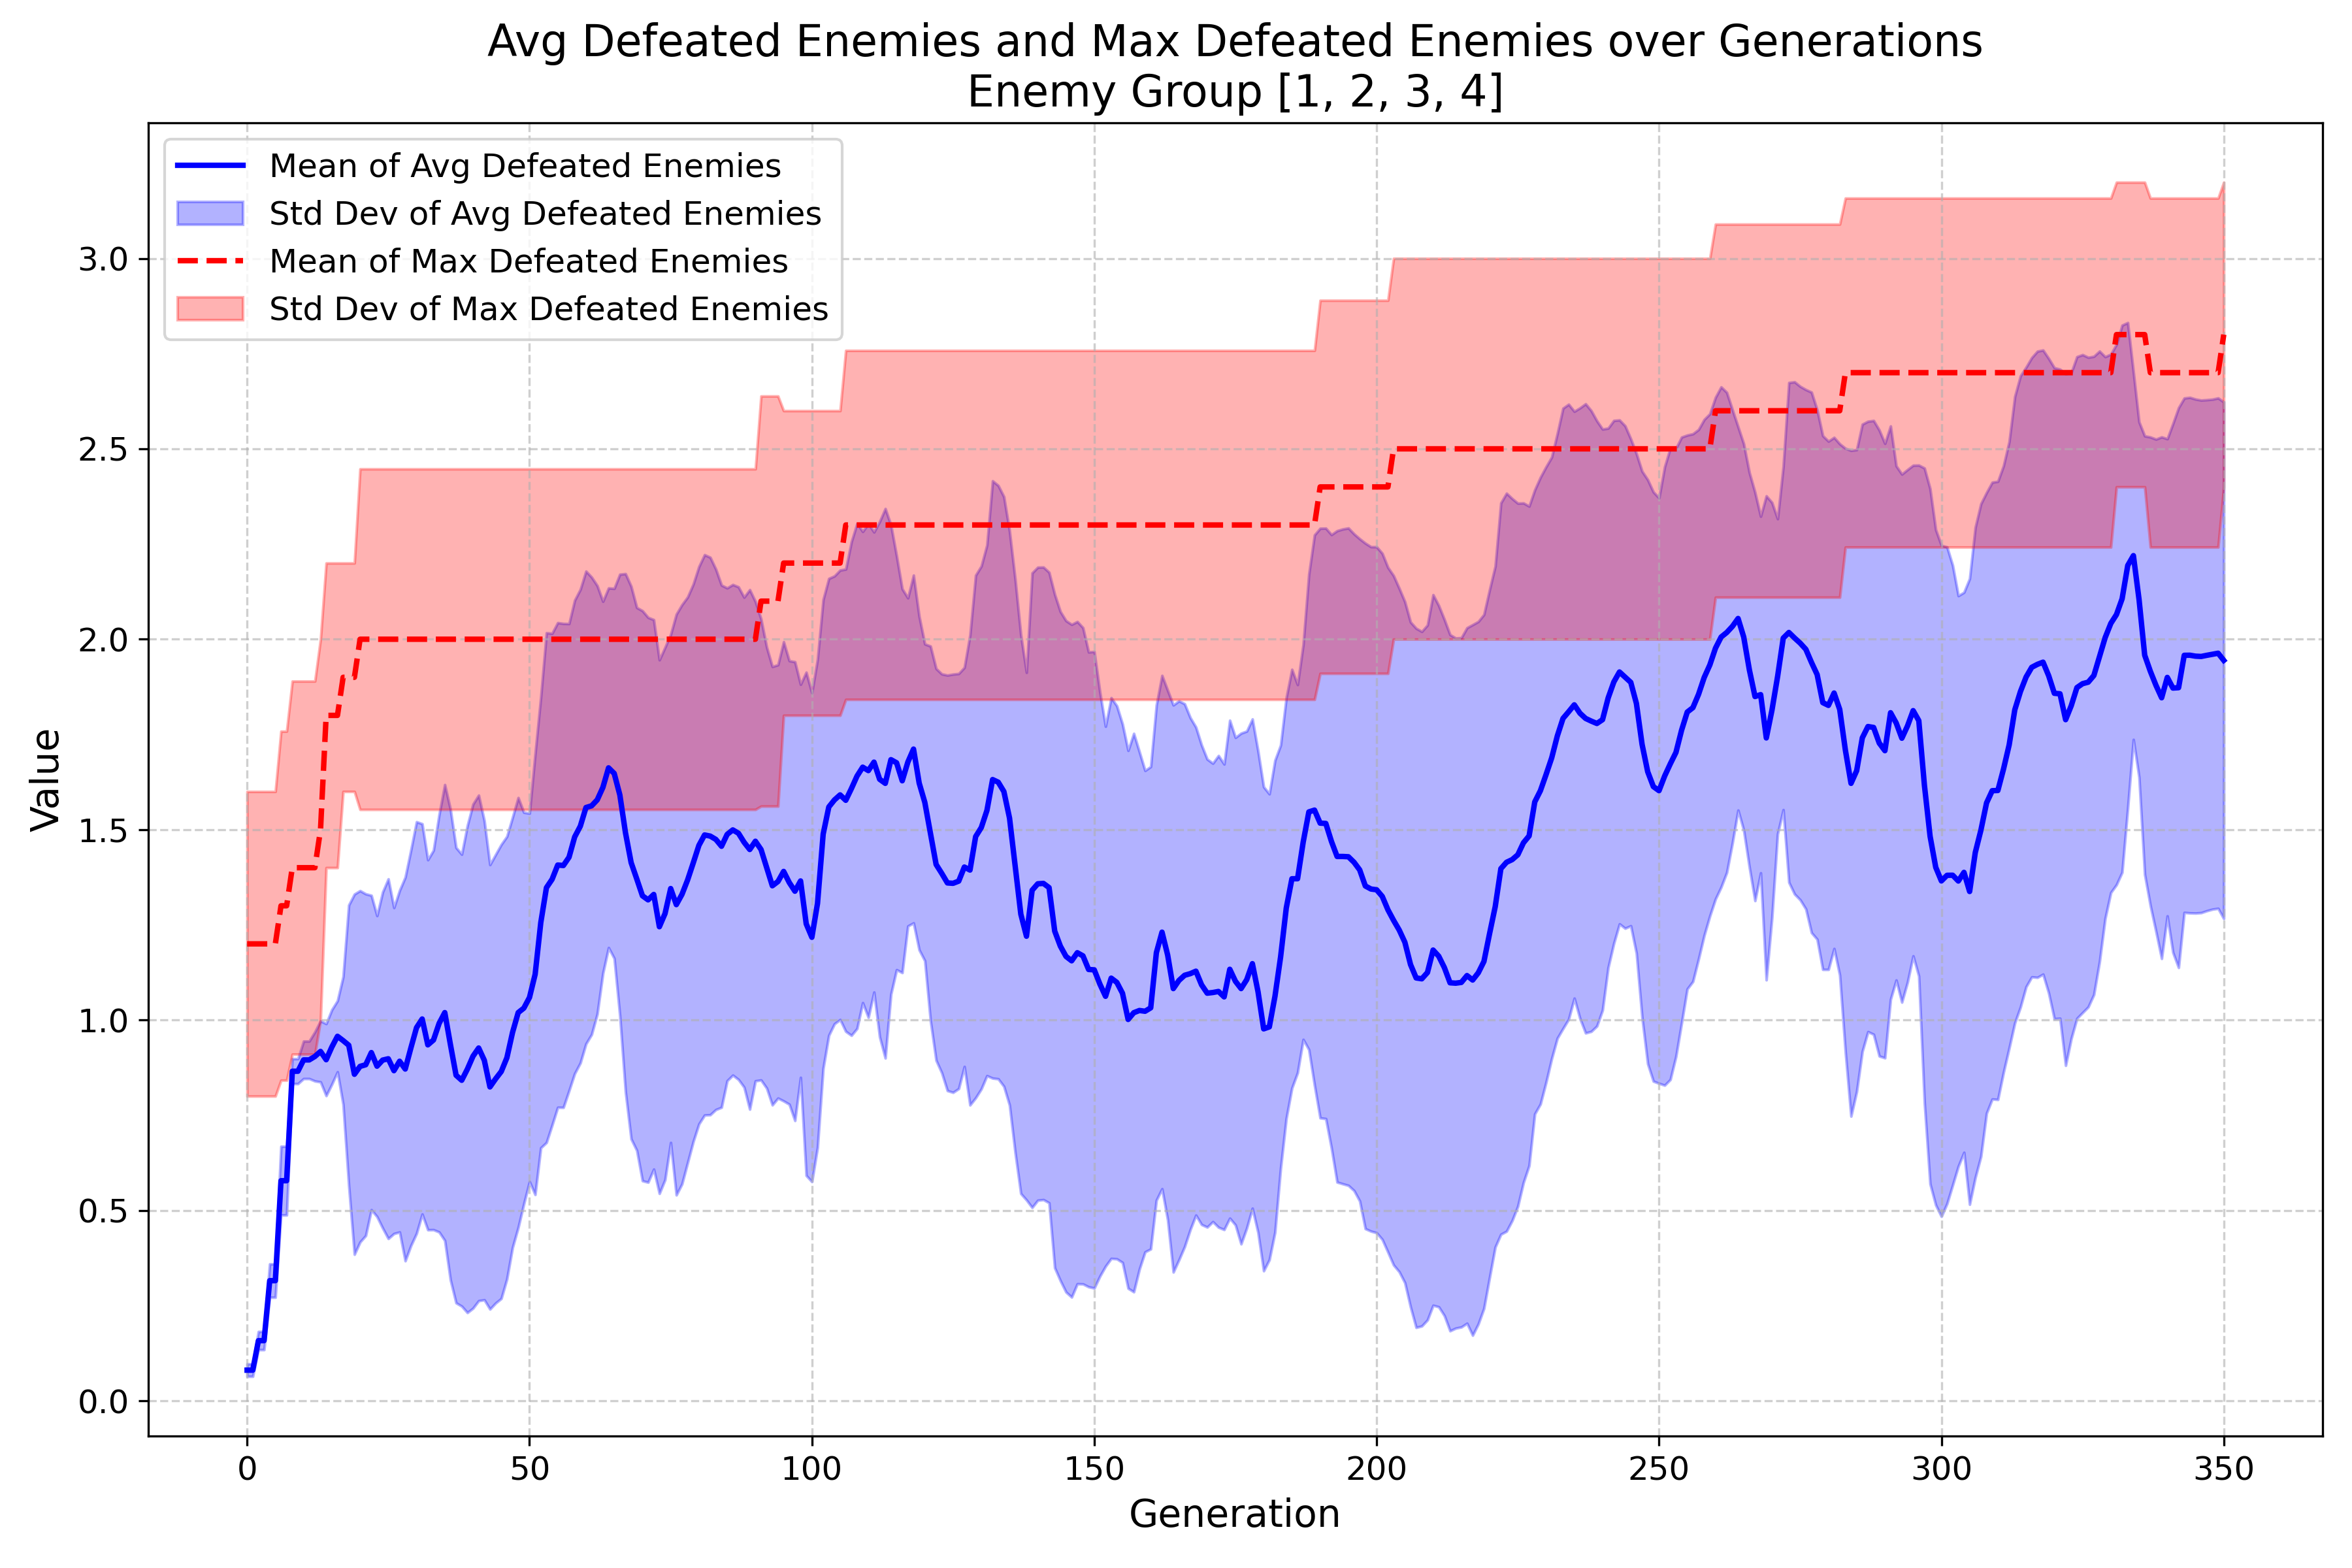 Avg Defeated Enemies and Max Defeated Enemies over Generations
Enemy Group [1, 2, 3, 4]
Mean of Avg Defeated Enemies
Std Dev of Avg Defeated Enemies
Mean of Max Defeated Enemies
Std Dev of Max Defeated Enemies
Value
3.0
2.5
2.0
1.5
1.0
0.5
0.0
0 50 100 150 200 250 300 350
Generation